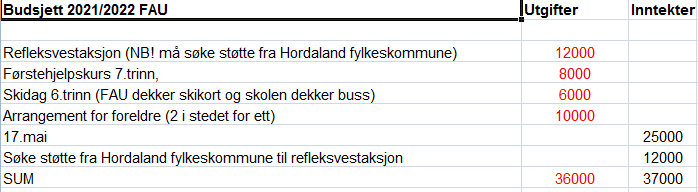 Budsjett 2021/2022 FAU Utgifter Inntekter
Refleksvestaksjon (NB! må søke støtte fra Hordaland fylkeskommune) 12000
Førstehjelpskurs 7.trinn, 8000
Skidag 6.trinn (FAU dekker skikort og skolen dekker buss) 6000
Arrangement for foreldre (2 i stedet for ett) 10000
17.mai 25000
Søke støtte fra Hordaland fylkeskommune til refleksvestaksjon 12000
SUM 36000 37000